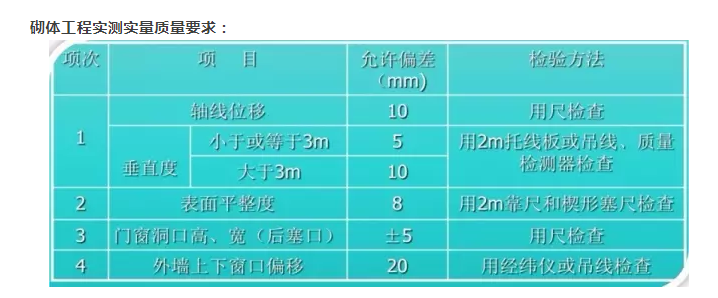 砌体工程实测实量质量要求：
项次 项 目 允许偏差（mm） 检验方法
1 轴线位移 10 用尺检查
垂直度 小于或等于3m 5 用2m托线板或吊线、质量检测器检查
大于3m 10
2 表面平整度 8 用2m靠尺和楔形塞尺检查
3 门窗洞口高、宽（后塞口） ±5 用尺检查
4 外墙上下窗口偏移 20 用经纬仪或吊线检查